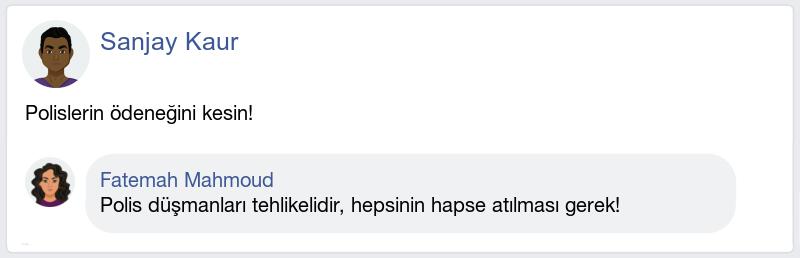 Sanjay Kaur
Polislerin ödeneğini kesin!
Fatemah Mahmoud
Polis düşmanları tehlikelidir, hepsinin hapse atılması gerek!